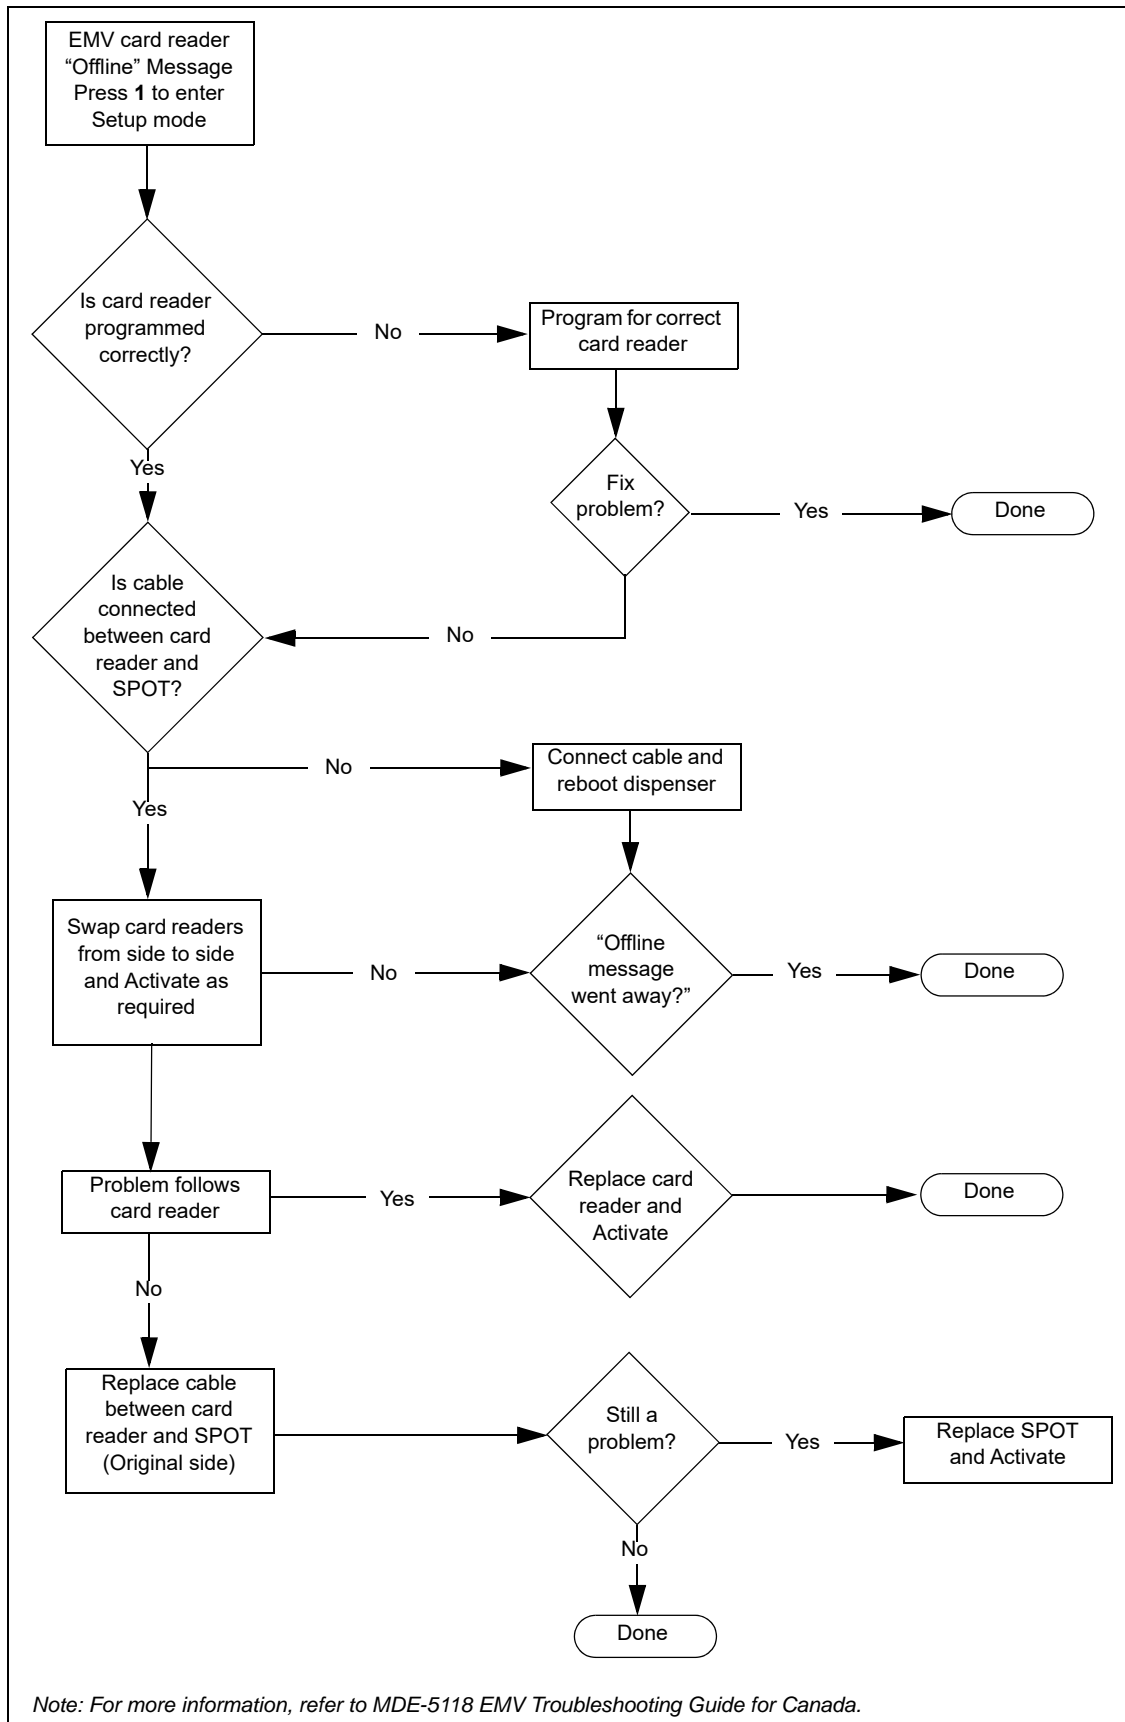 EMV card reader
“Offline” Message
Press 1 to enter
Setup mode
Is card reader
programmed
correctly?
No
Program for correct
card reader
Yes
Fix
problem?
Yes
Done
Is cable
connected
between card
reader and
SPOT?
No
No
Connect cable and
reboot dispenser
Yes
Swap card readers
from side to side
and Activate as
required
No
“Offline
message
went away?”
Yes
Done
Problem follows
card reader
Yes
Replace card
reader and
Activate
Done
No
Replace cable
between card
reader and SPOT
(Original side)
Still a
problem?
Yes
Replace SPOT
and Activate
No
Done
Note: For more information, refer to MDE-5118 EMV Troubleshooting Guide for Canada.